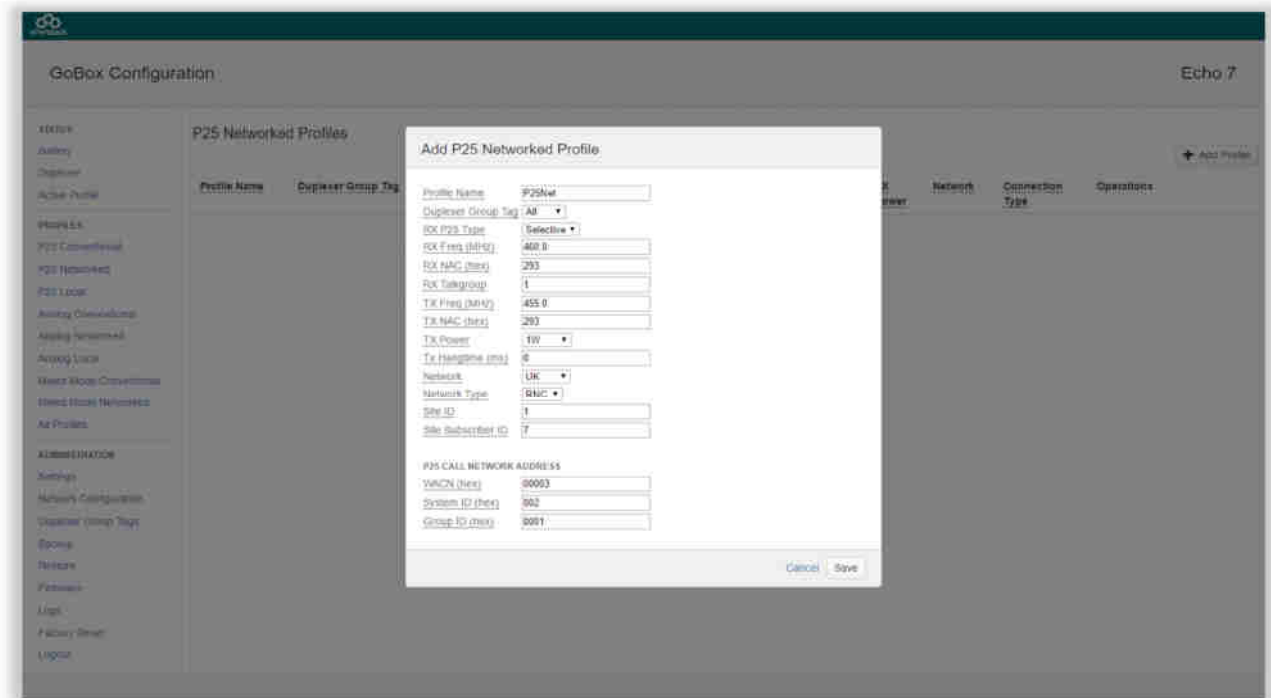 GoBox Configuration
Echo 7
STATUS
Battery
Duplexer
Active Profile
PROFILES
P25 Conventional
P25 Networked
P25 Local
Analog Conventional
Analog Networked
Analog Local
Mixed Mode Conventional
Mixed Mode Networked
All Profiles
ADMINISTRATION
Settings
Network Configuration
Duplexer Group Tags
Backup
Restore
Firmware
Logs
Factory Reset
Logout
P25 Networked Profiles
Add Profile
Profile Name Duplexer Group Tag
Network Connection Type Operations
Add P25 Networked Profile
Profile Name P25Net
Duplexer Group Tag All
RX P25 Type Selective
RX Freq (MHz) 460.0
RX NAC (hex) 293
RX Talkgroup 1
TX Freq (MHz) 455.0
TX NAC (hex) 293
TX Power 1W
Tx Hangtime (ms) 0
Network UK
Network Type RNC
Site ID 1
Site Subscriber ID 7
P25 CALL NETWORK ADDRESS
WACN (hex) 00003
System ID (hex) 002
Group ID (hex) 0001
Cancel Save